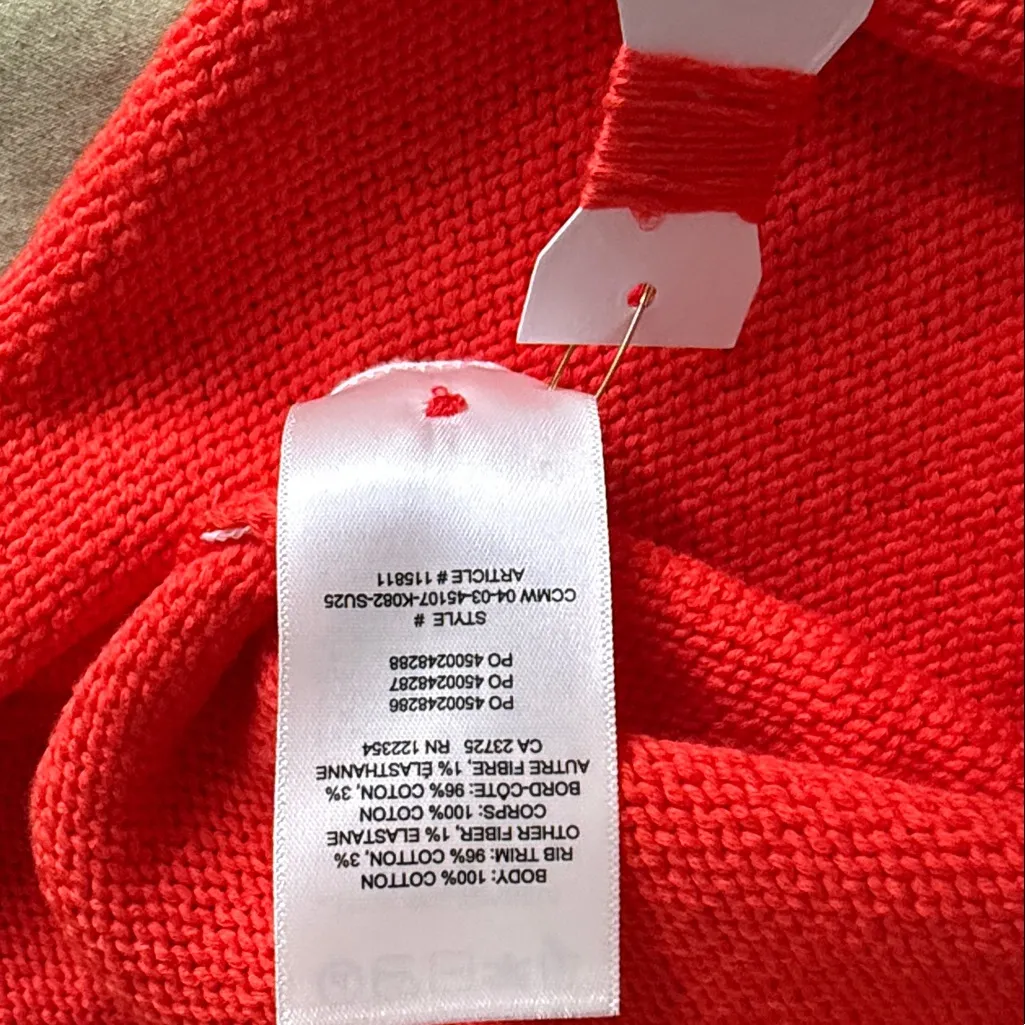 BODY: 100% COTTON
RIB TRIM: 96% COTTON, 3%
OTHER FIBER, 1% ELASTANE
CORPS: 100% COTON
BORD-CÔTE: 96% COTON, 3%
AUTRE FIBRE, 1% ÉLASTHANNE
CA 23725 RN 122354
PO 4500248286
PO 4500248287
PO 4500248288
STYLE #
CCMW 04-03-45107-K082-SU25
ARTICLE # 115811